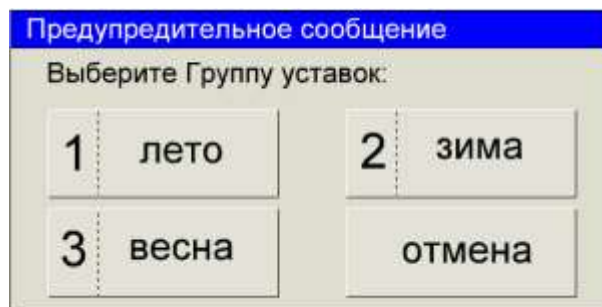 Предупредительное сообщение
Выберите Группу уставок:
1 лето
2 зима
3 весна
отмена